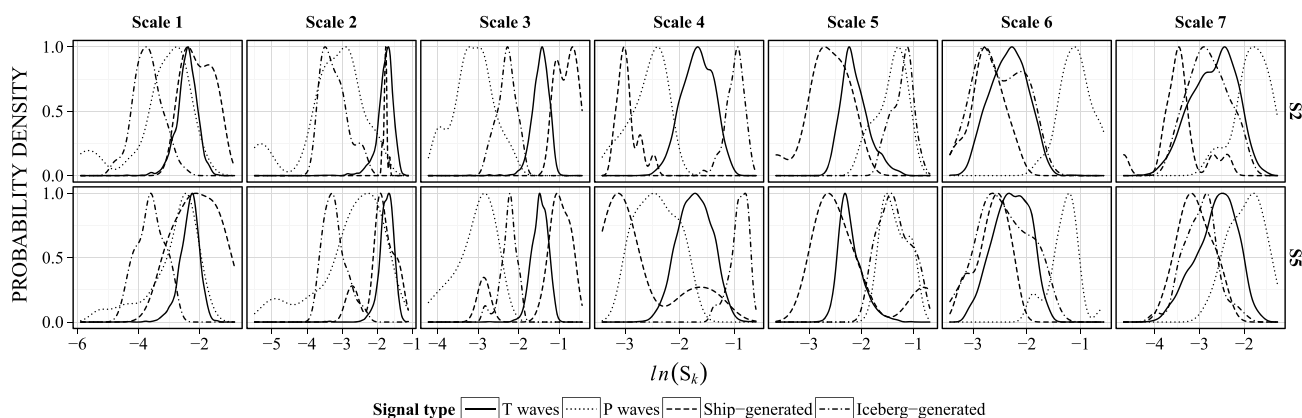 Scale 1 Scale 2 Scale 3 Scale 4 Scale 5 Scale 6 Scale 7
PROBABILITY DENSITY
1.0
0.5
0.0
S2
1.0
0.5
0.0
S5
−6 −4 −2 −5 −4 −3 −2 −1 −4 −3 −2 −1 −3 −2 −1 −3 −2 −1 −3 −2 −1 −4 −3 −2
ln(Sk)
Signal type T waves P waves Ship−generated Iceberg−generated